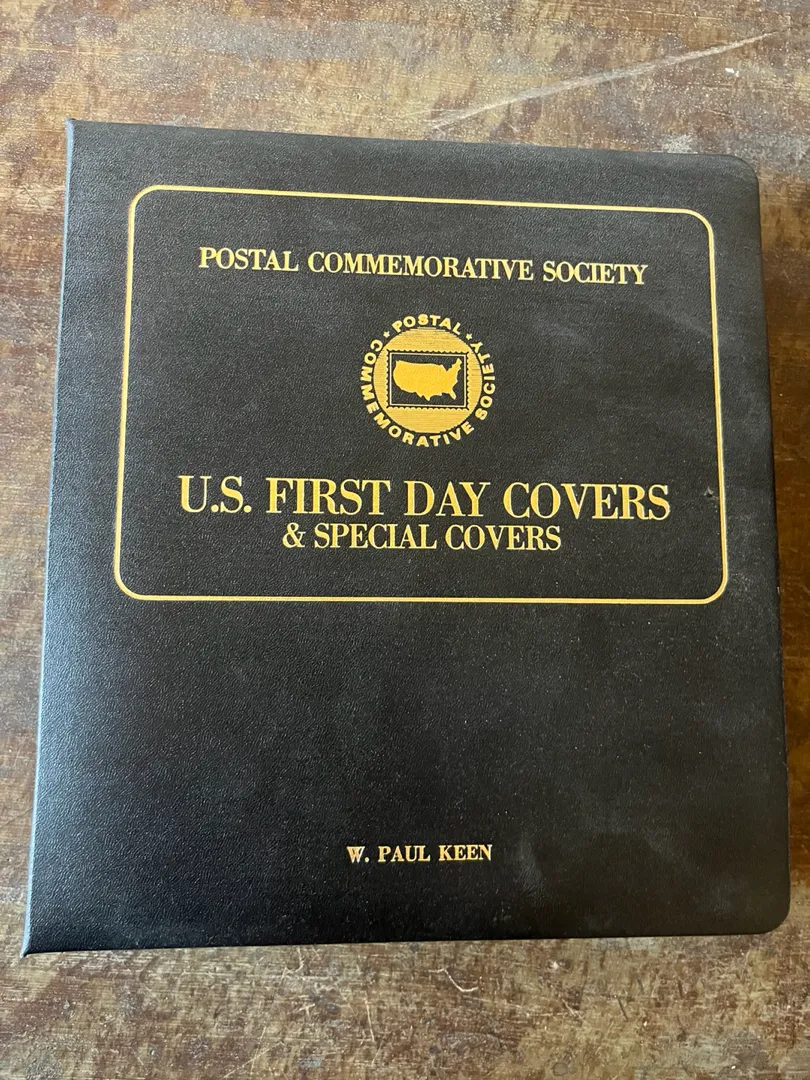 POSTAL COMMEMORATIVE SOCIETY
★ POSTAL ★
COMMEMORATIVE SOCIETY
U.S. FIRST DAY COVERS
& SPECIAL COVERS
W. PAUL KEEN